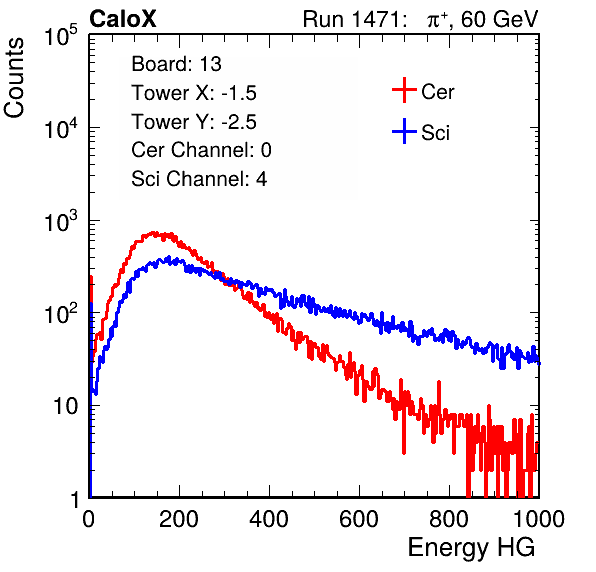 CaloX Run 1471: π⁺, 60 GeV
Counts
Board: 13
Tower X: -1.5
Tower Y: -2.5
Cer Channel: 0
Sci Channel: 4
Cer
Sci
10⁵
10⁴
10³
10²
10
1
0 200 400 600 800 1000
Energy HG